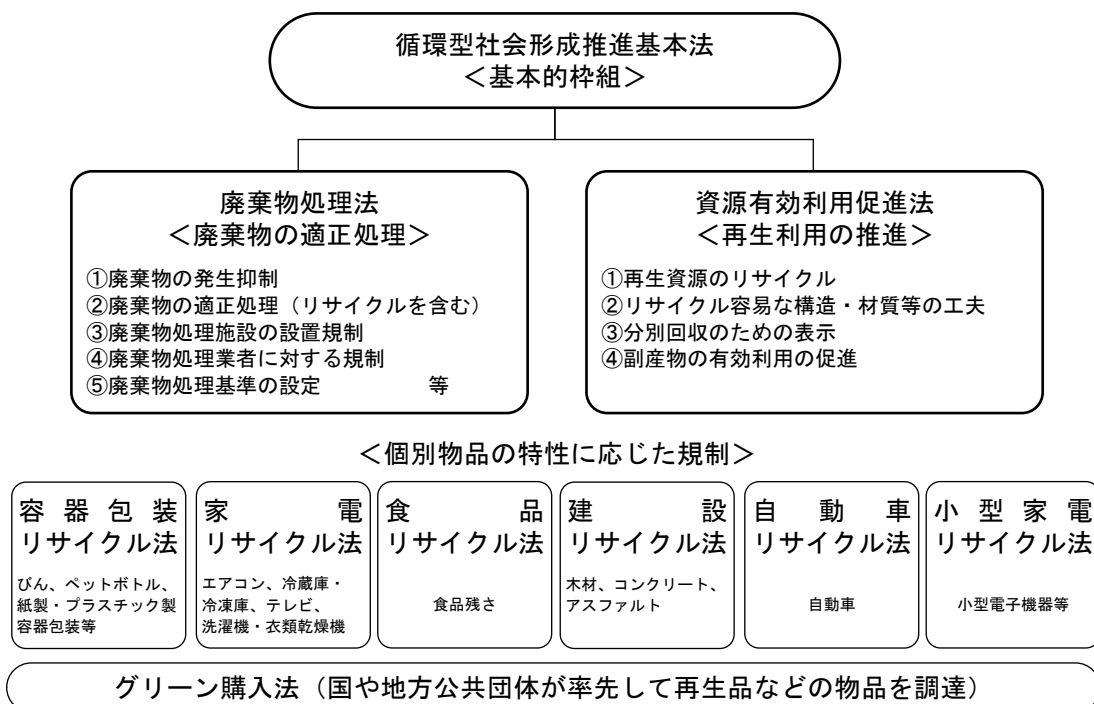 循環型社会形成推進基本法
＜基本的枠組＞
廃棄物処理法
＜廃棄物の適正処理＞
①廃棄物の発生抑制
②廃棄物の適正処理（リサイクルを含む）
③廃棄物処理施設の設置規制
④廃棄物処理業者に対する規制
⑤廃棄物処理基準の設定　　　　　等
資源有効利用促進法
＜再生利用の推進＞
①再生資源のリサイクル
②リサイクル容易な構造・材質等の工夫
③分別回収のための表示
④副産物の有効利用の促進
＜個別物品の特性に応じた規制＞
容器包装
リサイクル法
びん、ペットボトル、
紙製・プラスチック製
容器包装等
家電
リサイクル法
エアコン、冷蔵庫・
冷凍庫、テレビ、
洗濯機・衣類乾燥機
食品
リサイクル法
食品残さ
建設
リサイクル法
木材、コンクリート、
アスファルト
自動車
リサイクル法
自動車
小型家電
リサイクル法
小型電子機器等
グリーン購入法（国や地方公共団体が率先して再生品などの物品を調達）